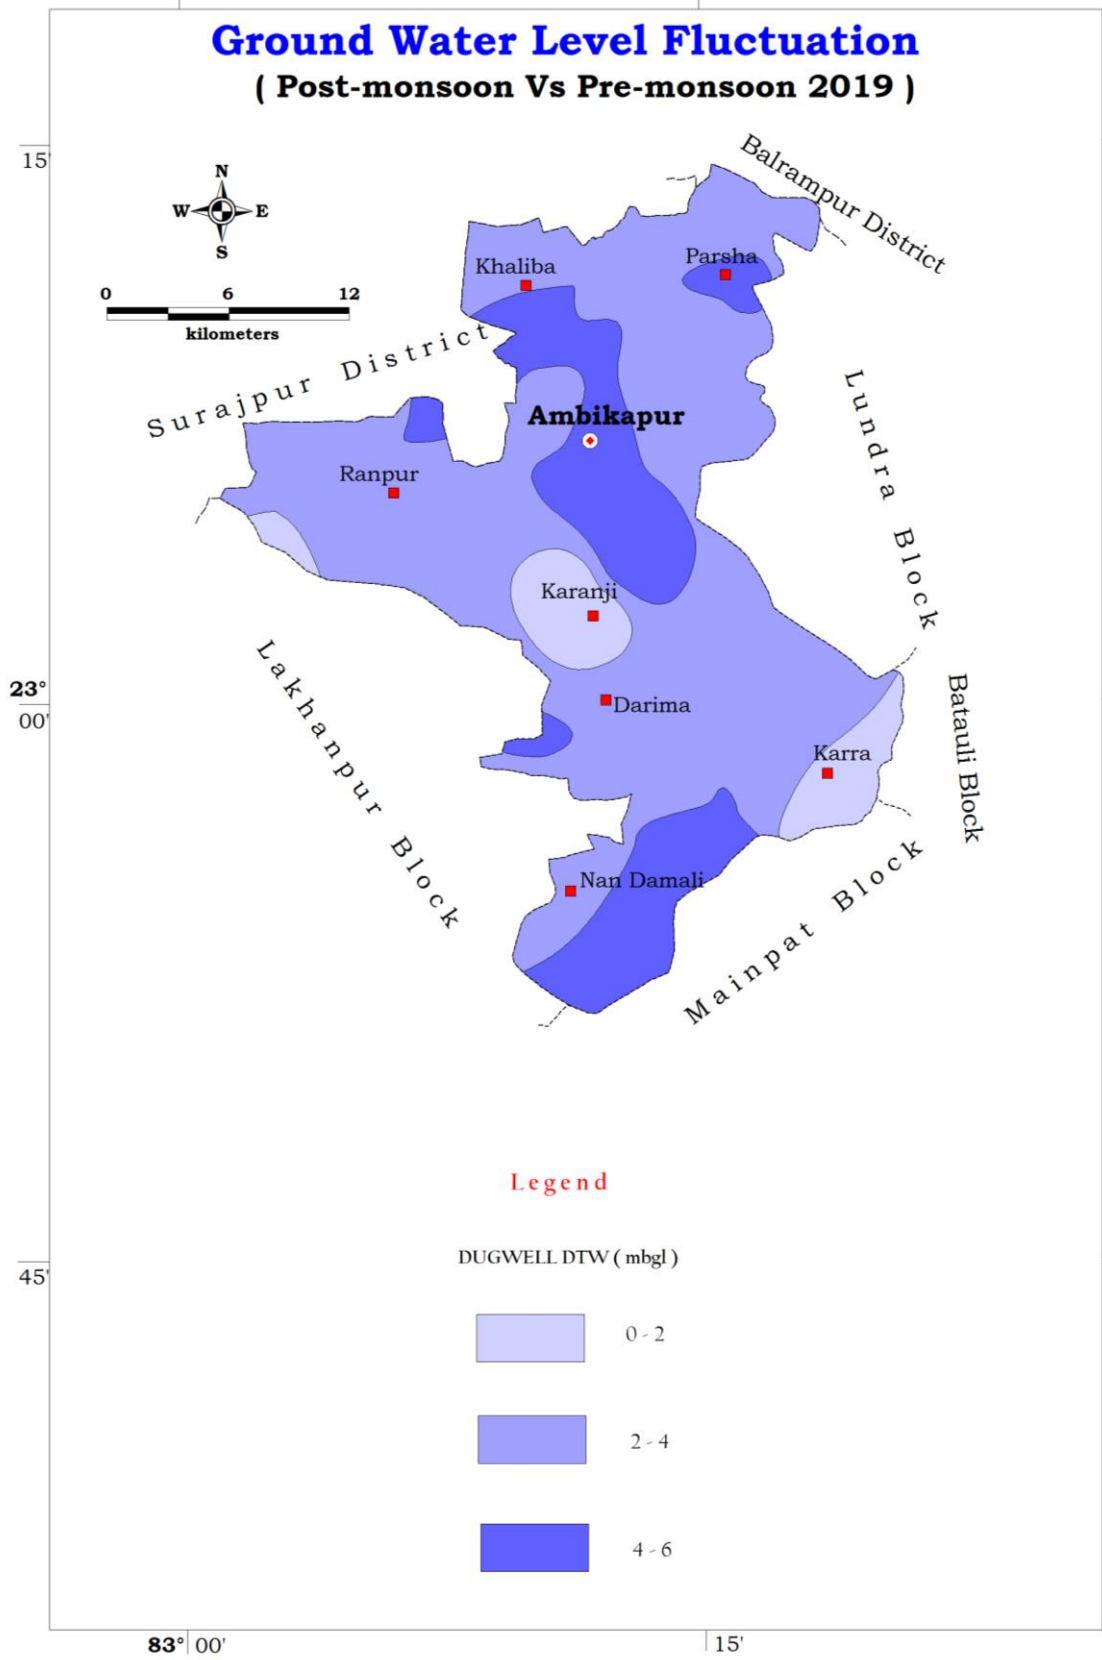 Ground Water Level Fluctuation
( Post-monsoon Vs Pre-monsoon 2019 )
15'
N
W E
S
0 6 12
kilometers
Balrampur District
Khaliba
Parsha
Surajpur District
Ambikapur
Lundra Block
Ranpur
Karanji
Lakhanpur Block
23°
00'
Darima
Batauli Block
Karra
Nan Damali
Mainpat Block
Legend
45'
DUGWELL DTW ( mbgl )
0 - 2
2 - 4
4 - 6
83° 00' 15'